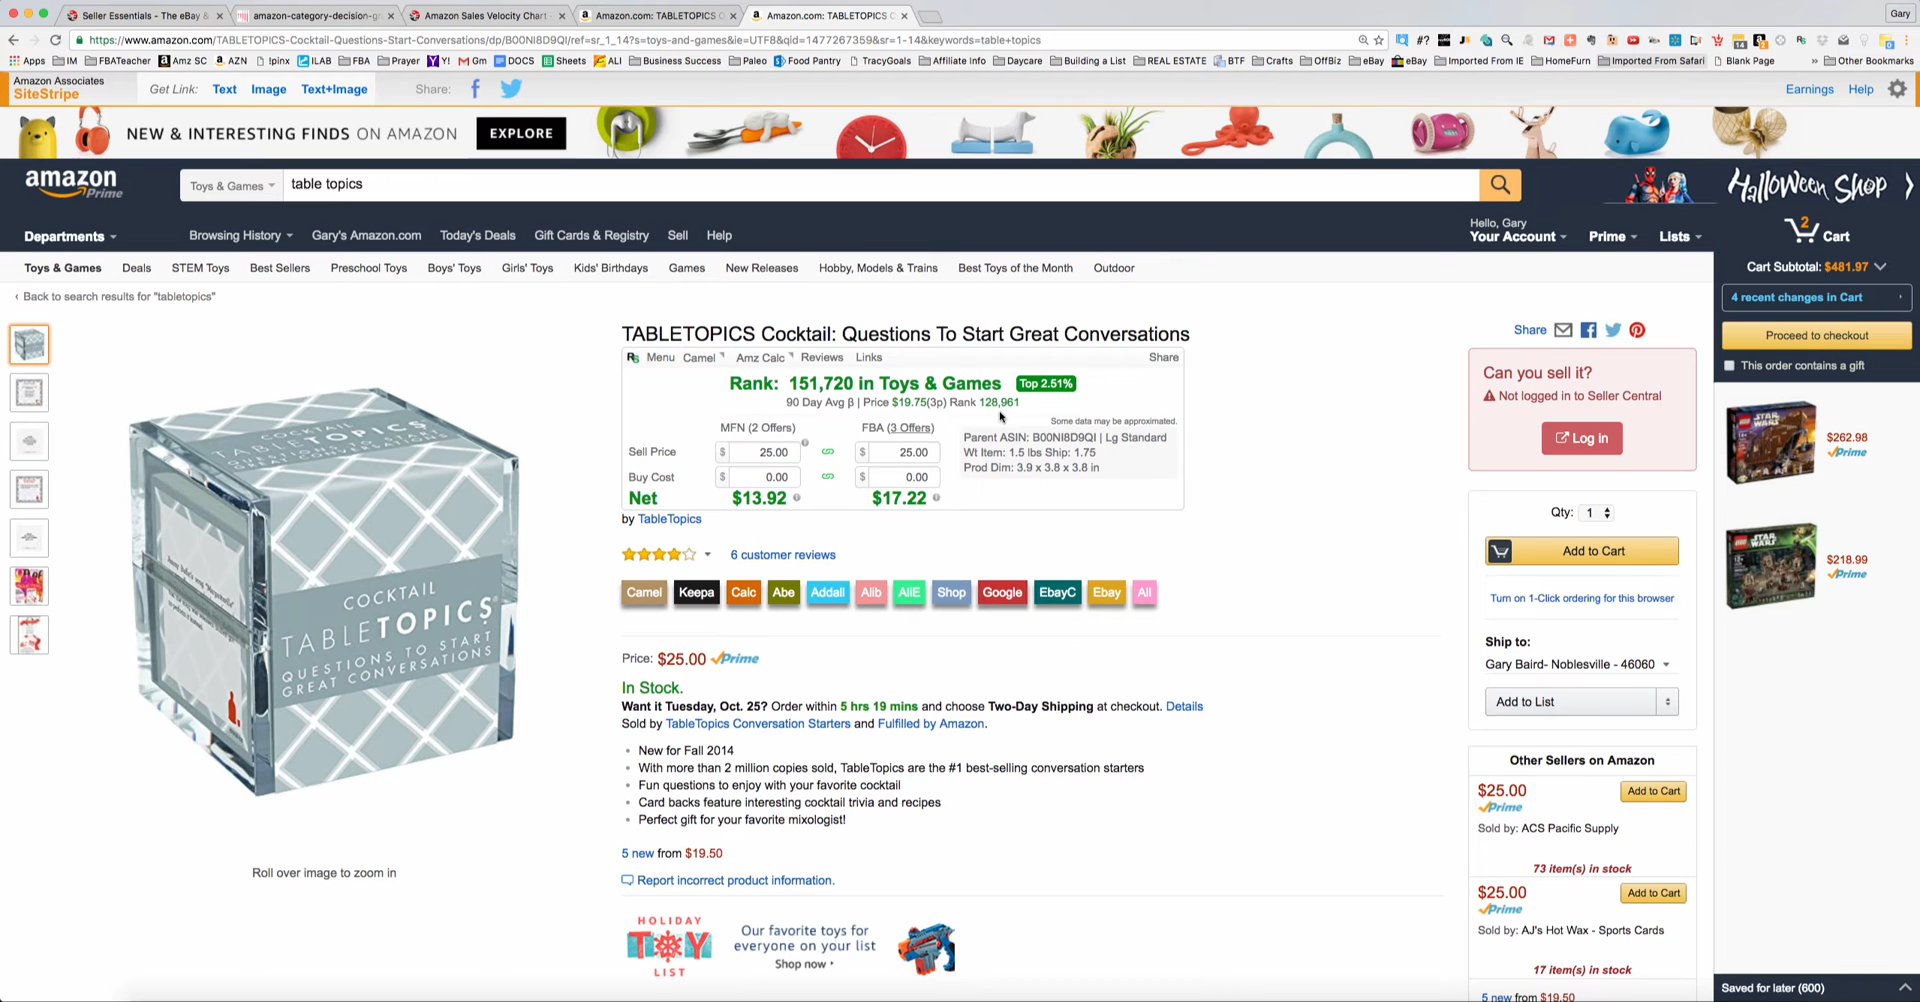 Seller Essentials - The eBay &
amazon-category-decision-gr
Amazon Sales Velocity Chart
Amazon.com: TABLETOPICS C
Amazon.com: TABLETOPICS C
Gary
https://www.amazon.com/TABLETOPICS-Cocktail-Questions-Start-Conversations/dp/B00NI8D9QI/ref=sr_1_14?s=toys-and-games&ie=UTF8&qid=1477267359&sr=1-14&keywords=table+topics
Apps IM FBATeacher Amz SC AZN !pinx ILAB FBA Prayer Y! Gm DOCS Sheets ALI Business Success Paleo Food Pantry TracyGoals Affiliate Info Daycare Building a List REAL ESTATE BTF Crafts OffBiz eBay eBay Imported From IE HomeFurn Imported From Safari Blank Page » Other Bookmarks
Amazon Associates
SiteStripe
Get Link: Text Image Text+Image
Share:
Earnings Help
NEW & INTERESTING FINDS ON AMAZON EXPLORE
amazon
Prime
Toys & Games
table topics
Halloween Shop
Departments
Browsing History Gary's Amazon.com Today's Deals Gift Cards & Registry Sell Help
Hello, Gary
Your Account Prime Lists
2
Cart
Toys & Games Deals STEM Toys Best Sellers Preschool Toys Boys' Toys Girls' Toys Kids' Birthdays Games New Releases Hobby, Models & Trains Best Toys of the Month Outdoor
Cart Subtotal: $481.97
4 recent changes in Cart
Proceed to checkout
This order contains a gift
$262.98
Prime
$218.99
Prime
‹ Back to search results for "tabletopics"
COCKTAIL
TABLETOPICS
COCKTAIL
TABLETOPICS®
QUESTIONS TO START
GREAT CONVERSATIONS
Roll over image to zoom in
TABLETOPICS Cocktail: Questions To Start Great Conversations
RS Menu Camel Amz Calc Reviews Links Share
Rank: 151,720 in Toys & Games Top 2.51%
90 Day Avg β | Price $19.75(3p) Rank 128,961
Some data may be approximated.
MFN (2 Offers) FBA (3 Offers)
Parent ASIN: B00NI8D9QI | Lg Standard
Sell Price $ 25.00 $ 25.00
Wt Item: 1.5 lbs Ship: 1.75
Prod Dim: 3.9 x 3.8 x 3.8 in
Buy Cost $ 0.00 $ 0.00
Net $13.92 $17.22
by TableTopics
6 customer reviews
Camel Keepa Calc Abe Addall Alib AliE Shop Google EbayC Ebay All
Price: $25.00 Prime
In Stock.
Want it Tuesday, Oct. 25? Order within 5 hrs 19 mins and choose Two-Day Shipping at checkout. Details
Sold by TableTopics Conversation Starters and Fulfilled by Amazon.
New for Fall 2014
With more than 2 million copies sold, TableTopics are the #1 best-selling conversation starters
Fun questions to enjoy with your favorite cocktail
Card backs feature interesting cocktail trivia and recipes
Perfect gift for your favorite mixologist!
5 new from $19.50
Report incorrect product information.
HOLIDAY
TOY
LIST
Our favorite toys for
everyone on your list
Shop now
Share
Can you sell it?
Not logged in to Seller Central
Log in
Qty: 1
Add to Cart
Turn on 1-Click ordering for this browser
Ship to:
Gary Baird- Noblesville - 46060
Add to List
Other Sellers on Amazon
$25.00 Add to Cart
Prime
Sold by: ACS Pacific Supply
73 item(s) in stock
$25.00 Add to Cart
Prime
Sold by: AJ's Hot Wax - Sports Cards
17 item(s) in stock
5 new from $19.50
Saved for later (600)